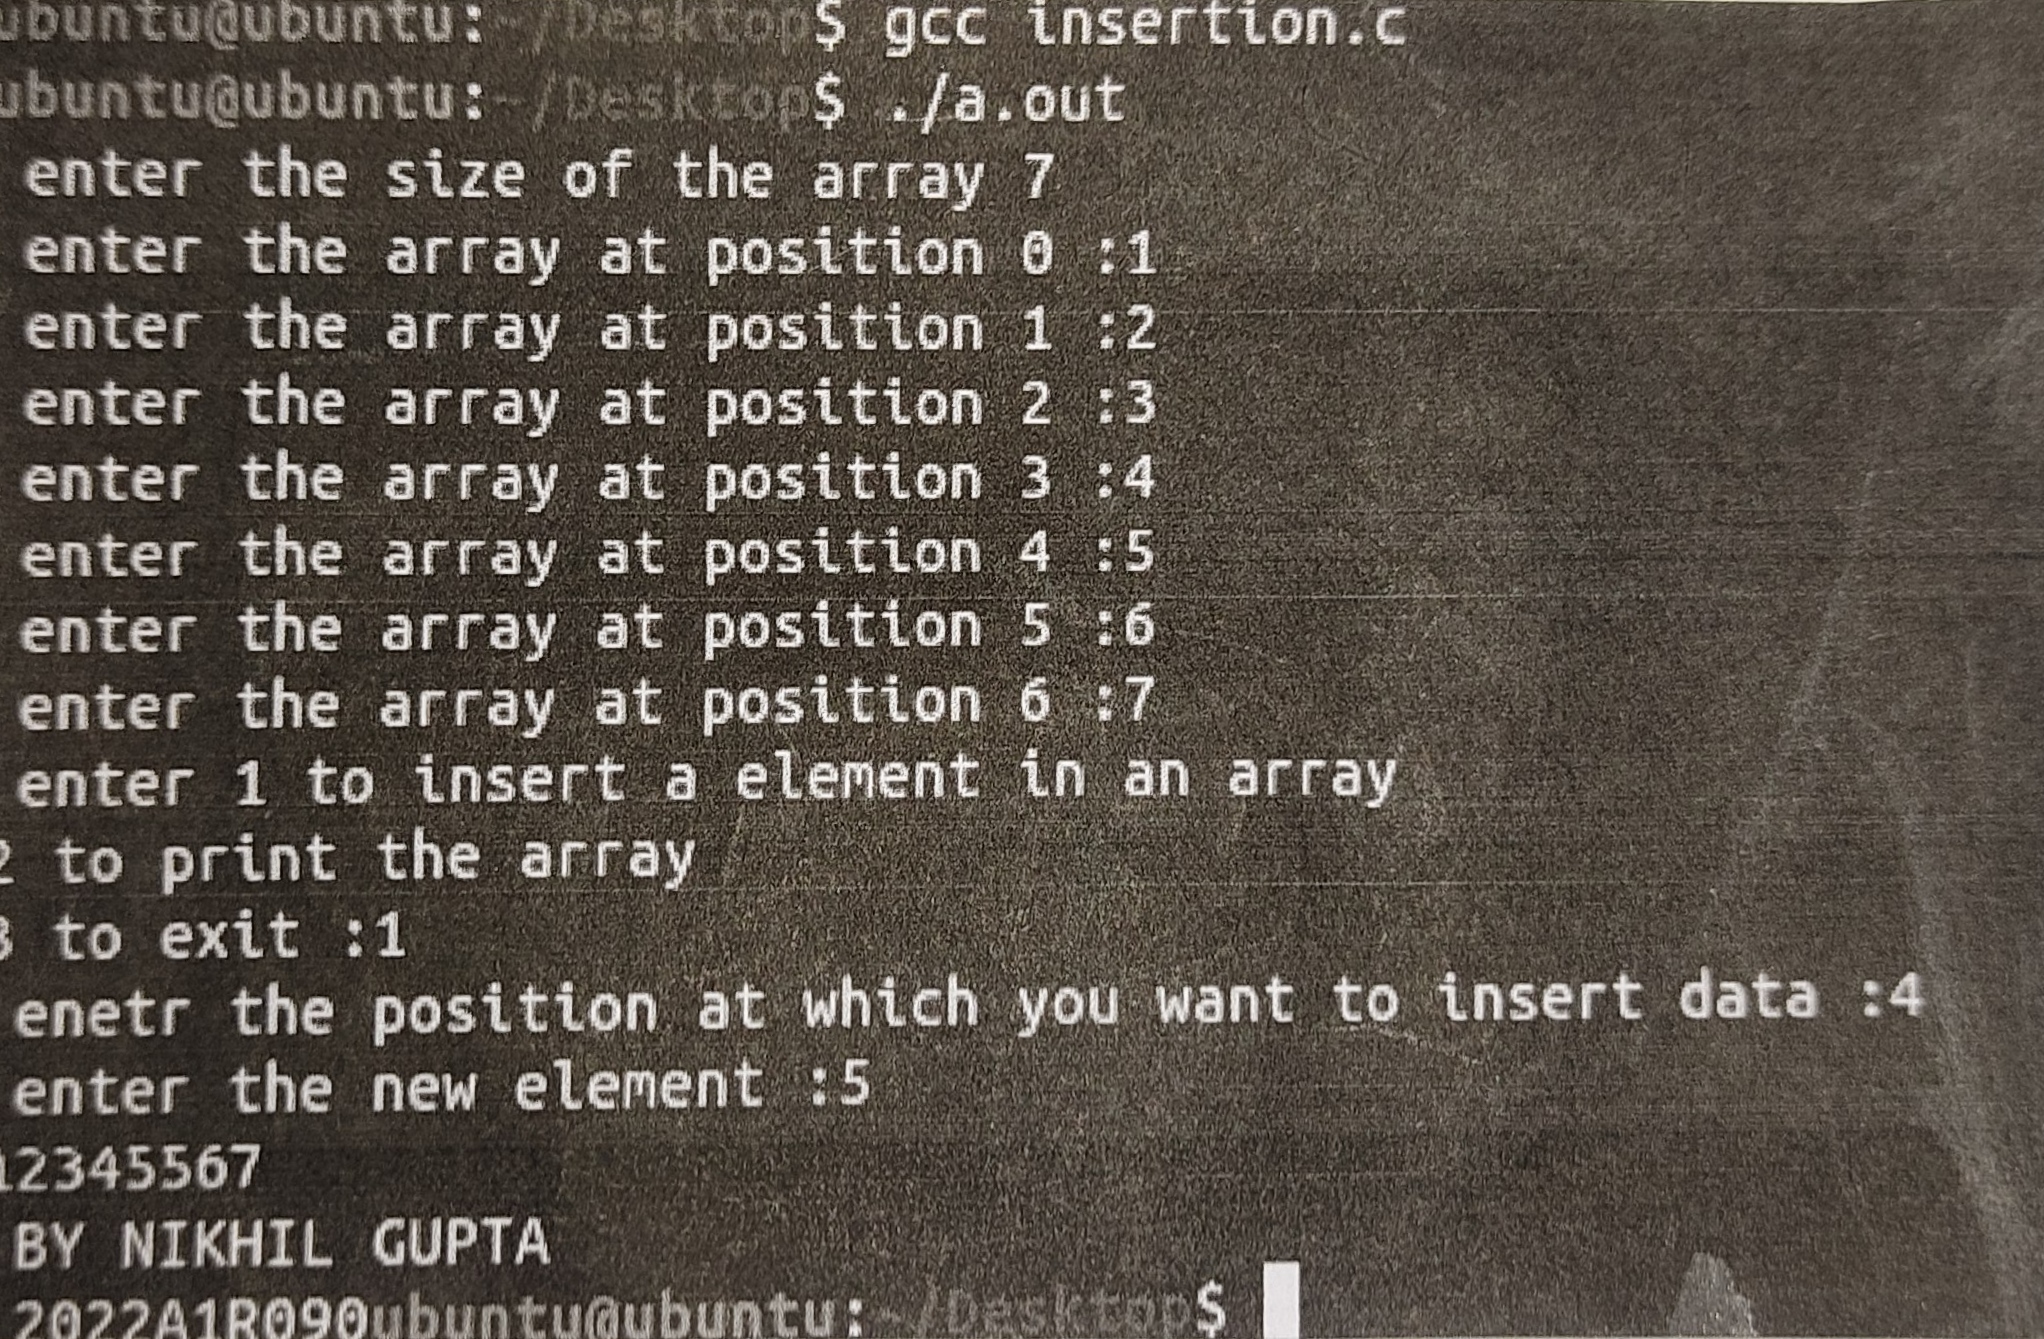 ubuntu@ubuntu:~/Desktop$ gcc insertion.c
ubuntu@ubuntu:~/Desktop$ ./a.out
enter the size of the array 7
enter the array at position 0 :1
enter the array at position 1 :2
enter the array at position 2 :3
enter the array at position 3 :4
enter the array at position 4 :5
enter the array at position 5 :6
enter the array at position 6 :7
enter 1 to insert a element in an array
2 to print the array
3 to exit :1
enetr the position at which you want to insert data :4
enter the new element :5
12345567
BY NIKHIL GUPTA
2022A1R090ubuntu@ubuntu:~/Desktop$